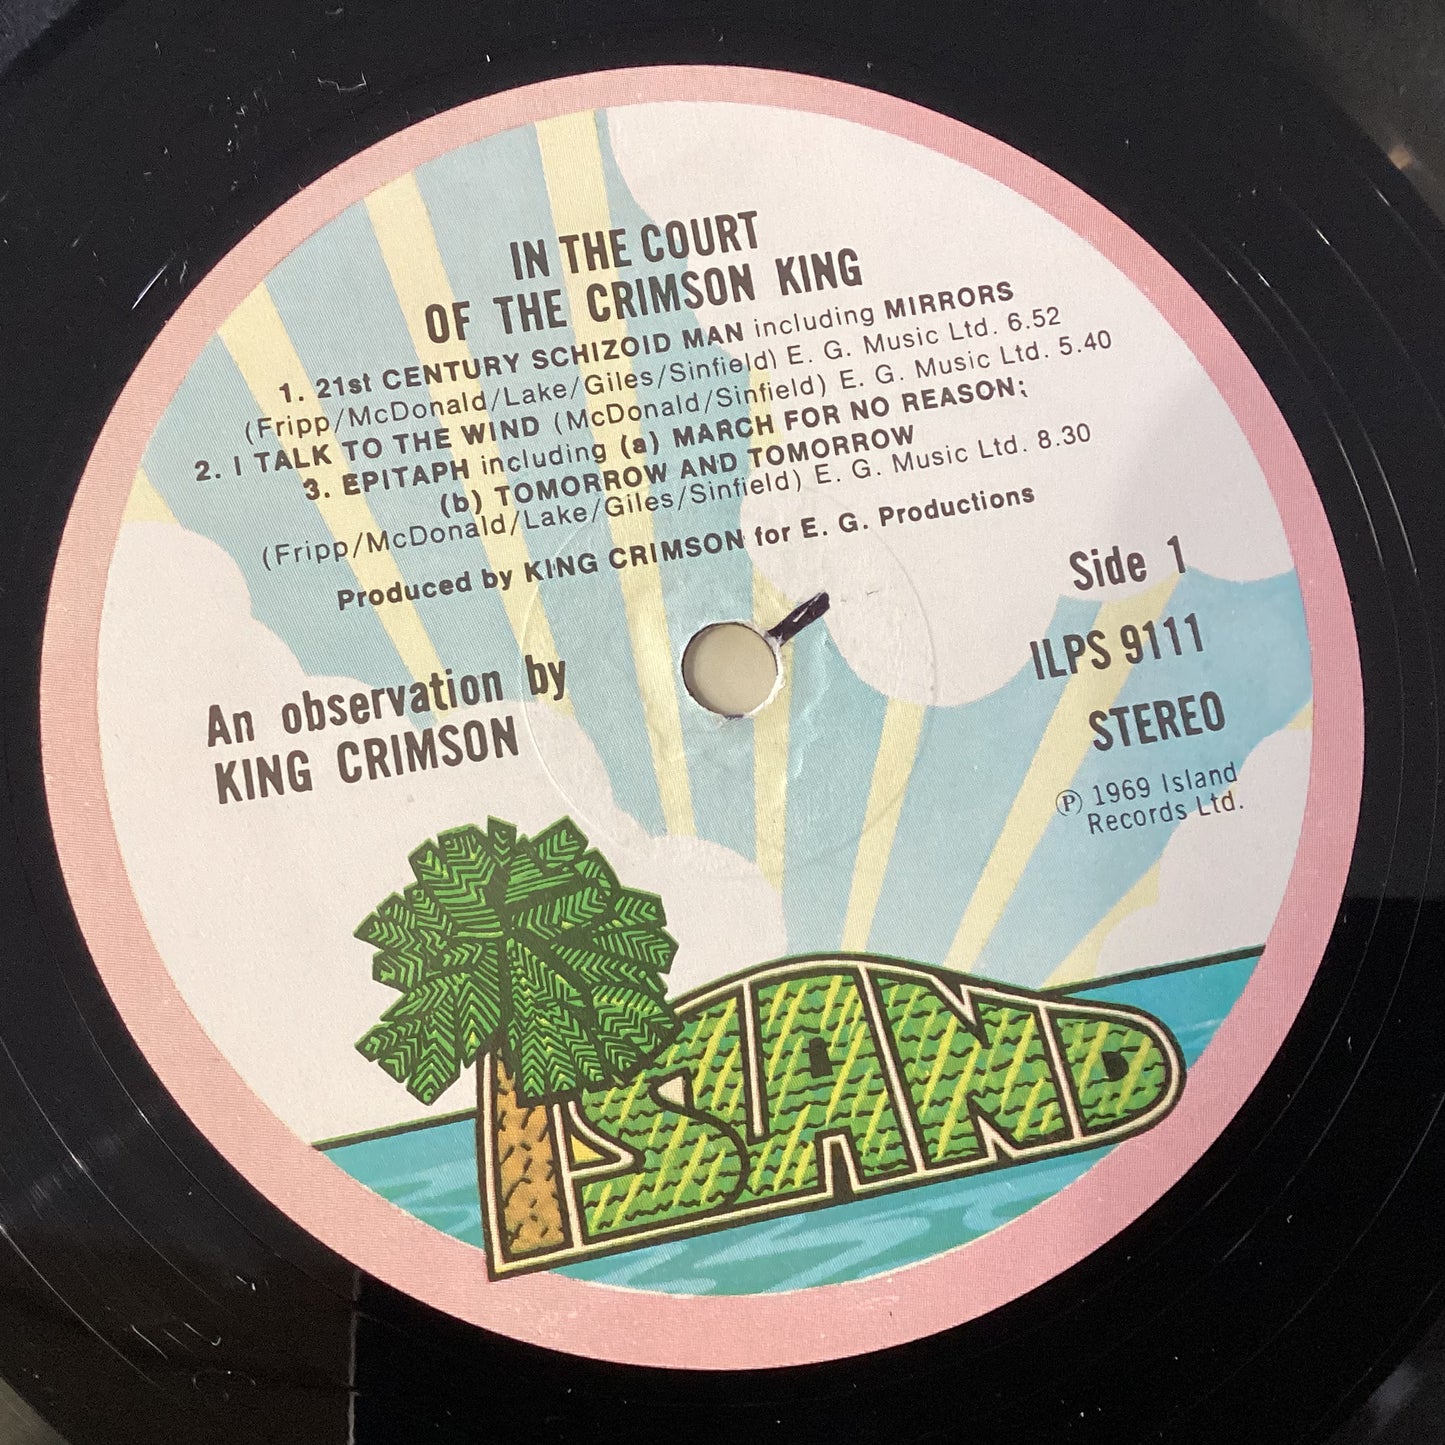 IN THE COURT
OF THE CRIMSON KING
1. 21st CENTURY SCHIZOID MAN including MIRRORS
(Fripp/McDonald/Lake/Giles/Sinfield) E. G. Music Ltd. 6.52
2. I TALK TO THE WIND (McDonald/Sinfield) E. G. Music Ltd. 5.40
3. EPITAPH including (a) MARCH FOR NO REASON;
(b) TOMORROW AND TOMORROW
(Fripp/McDonald/Lake/Giles/Sinfield) E. G. Music Ltd. 8.30
Produced by KING CRIMSON for E. G. Productions
Side 1
ILPS 9111
STEREO
℗ 1969 Island
Records Ltd.
An observation by
KING CRIMSON
ISLAND